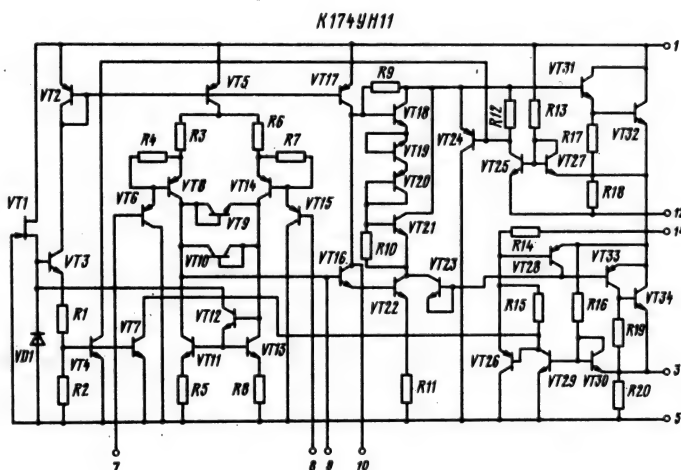 К174УН11
1
VT2
VT5
VT17
R9
VT31
VT18
R12
R13
VT32
R4
R3
R6
R7
VT24
R17
VT19
VT25
VT27
VT8
VT14
VT20
R18
VT6
VT15
VT9
VT1
VT21
12
14
R10
R14
VT10
VT3
VT16
VT23
VT28
VT33
VT34
R1
VT12
VT22
R15
R16
R19
VD1
VT7
VT4
VT11
VT13
VT26
VT29
VT30
3
R2
R5
R8
R11
R20
5
7
8
9
10